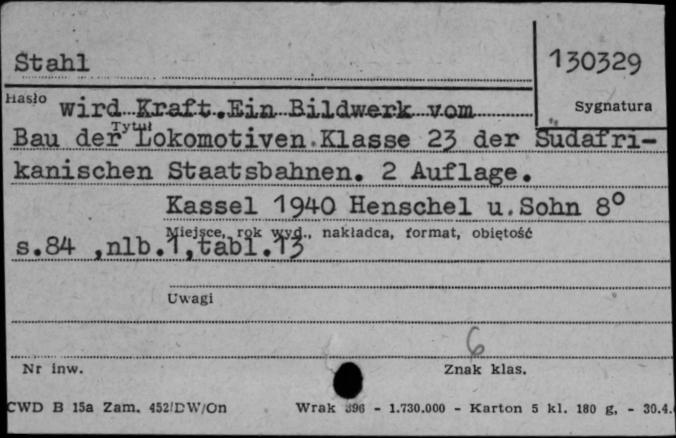 Stahl
130329
Hasło
wird Kraft.Ein Bildwerk vom
Sygnatura
Tytuł
Bau der Lokomotiven.Klasse 23 der Südafri-
kanischen Staatsbahnen. 2 Auflage.
Kassel 1940 Henschel u.Sohn 8°
Miejsce, rok wyd., nakładca, format, objętość
s.84 ,nlb.1,tabl.13
Uwagi
6
Nr inw.
Znak klas.
CWD B 15a Zam. 452/DW/On
Wrak 396 - 1.730.000 - Karton 5 kl. 180 g, - 30.4.